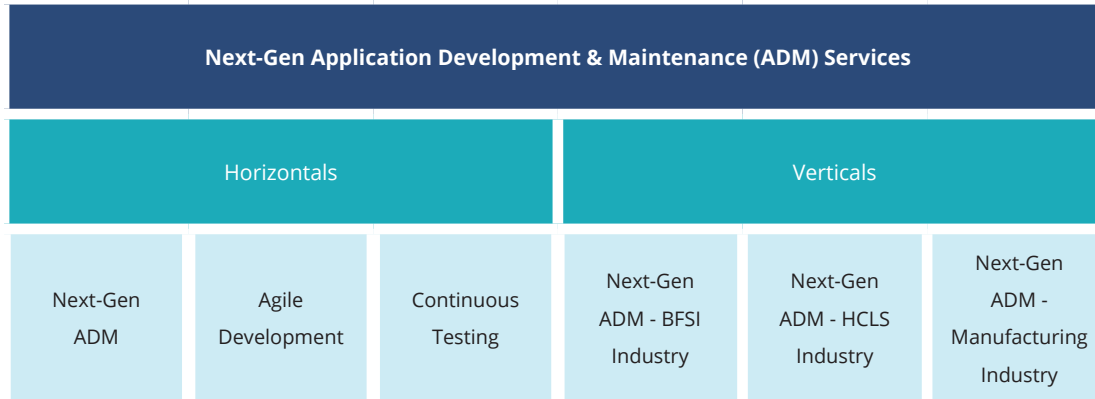 Next-Gen Application Development & Maintenance (ADM) Services
Horizontals
Verticals
Next-Gen
ADM
Agile
Development
Continuous
Testing
Next-Gen
ADM - BFSI
Industry
Next-Gen
ADM - HCLS
Industry
Next-Gen
ADM -
Manufacturing
Industry